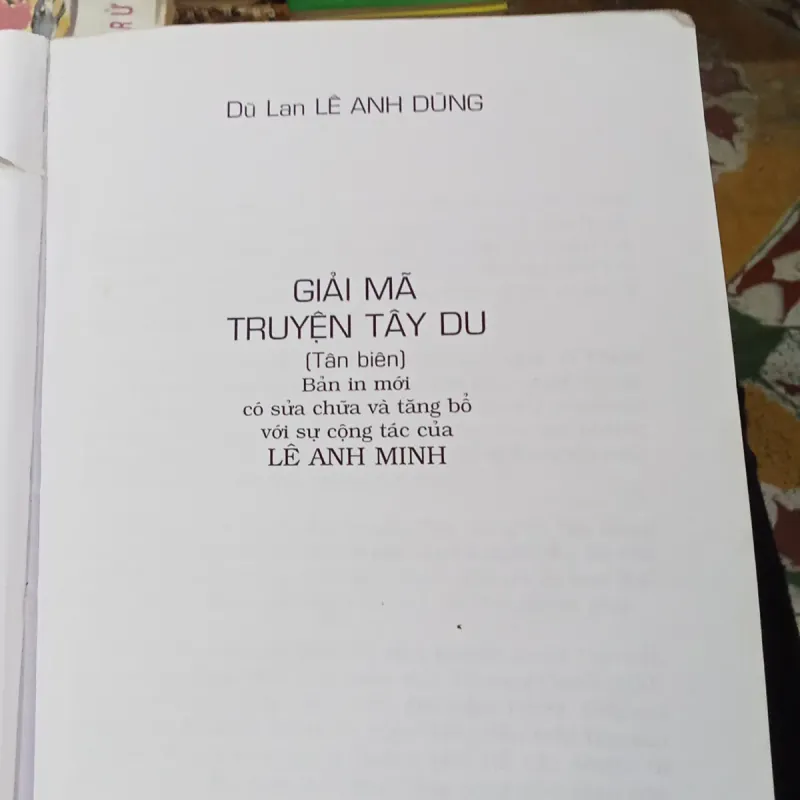 RỬ
Dũ Lan LÊ ANH DŨNG
GIẢI MÃ
TRUYỆN TÂY DU
(Tân biên)
Bản in mới
có sửa chữa và tăng bổ
với sự cộng tác của
LÊ ANH MINH